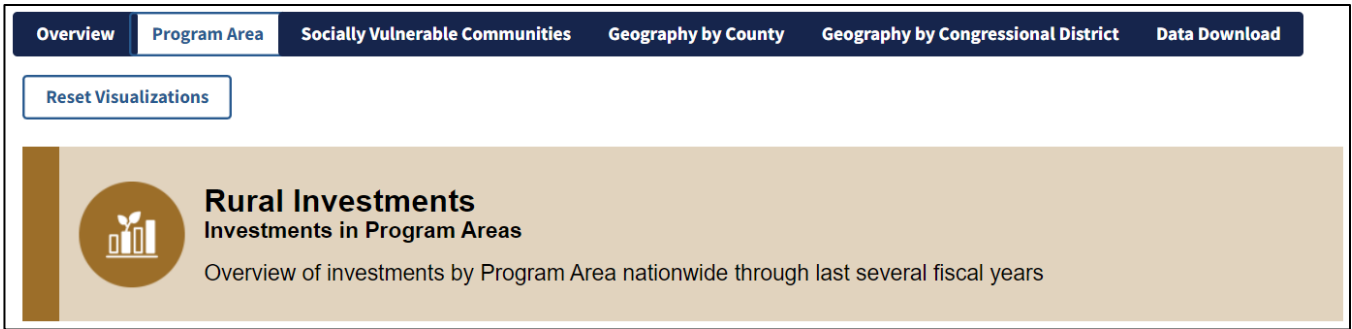 Overview Program Area Socially Vulnerable Communities Geography by County Geography by Congressional District Data Download
Reset Visualizations
Rural Investments
Investments in Program Areas
Overview of investments by Program Area nationwide through last several fiscal years